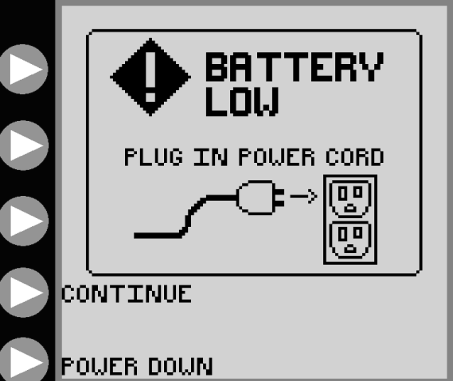 BATTERY
LOW
PLUG IN POWER CORD
CONTINUE
POWER DOWN